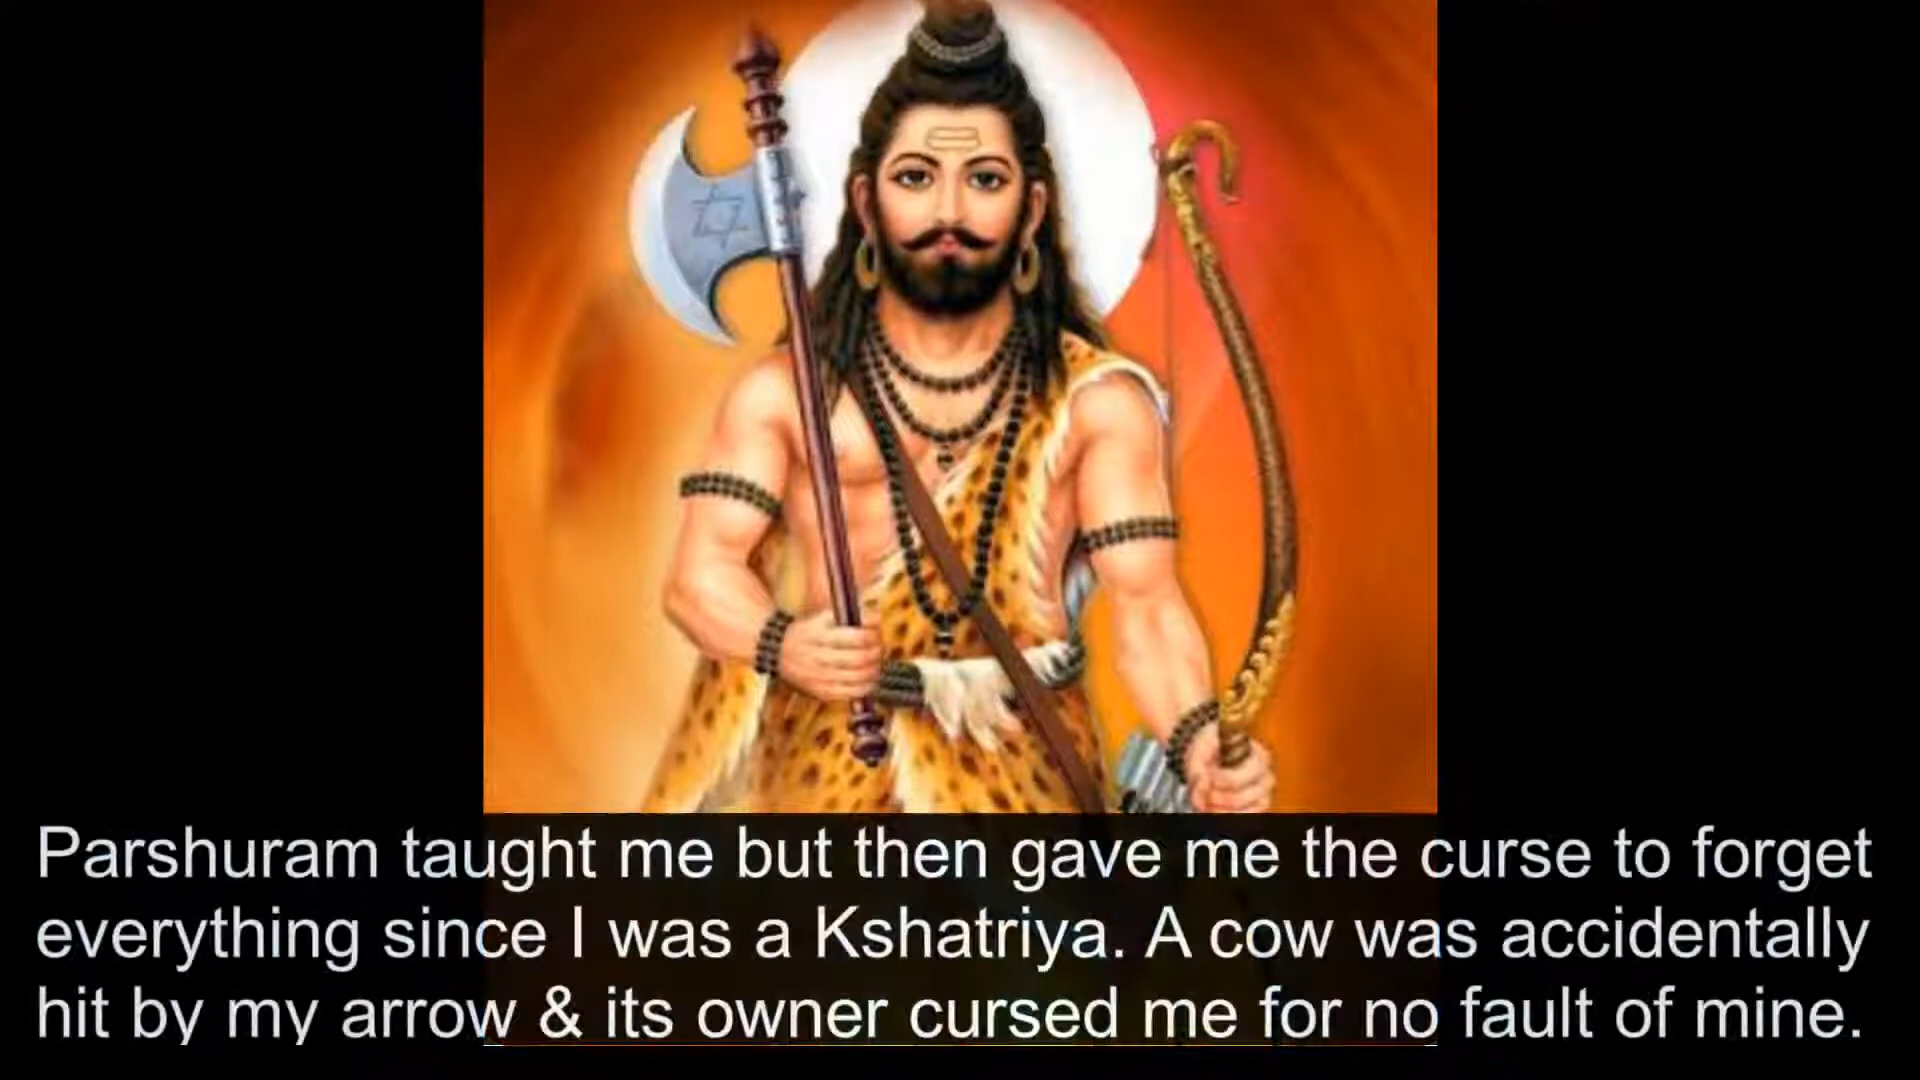 Parshuram taught me but then gave me the curse to forget
everything since I was a Kshatriya. A cow was accidentally
hit by my arrow & its owner cursed me for no fault of mine.